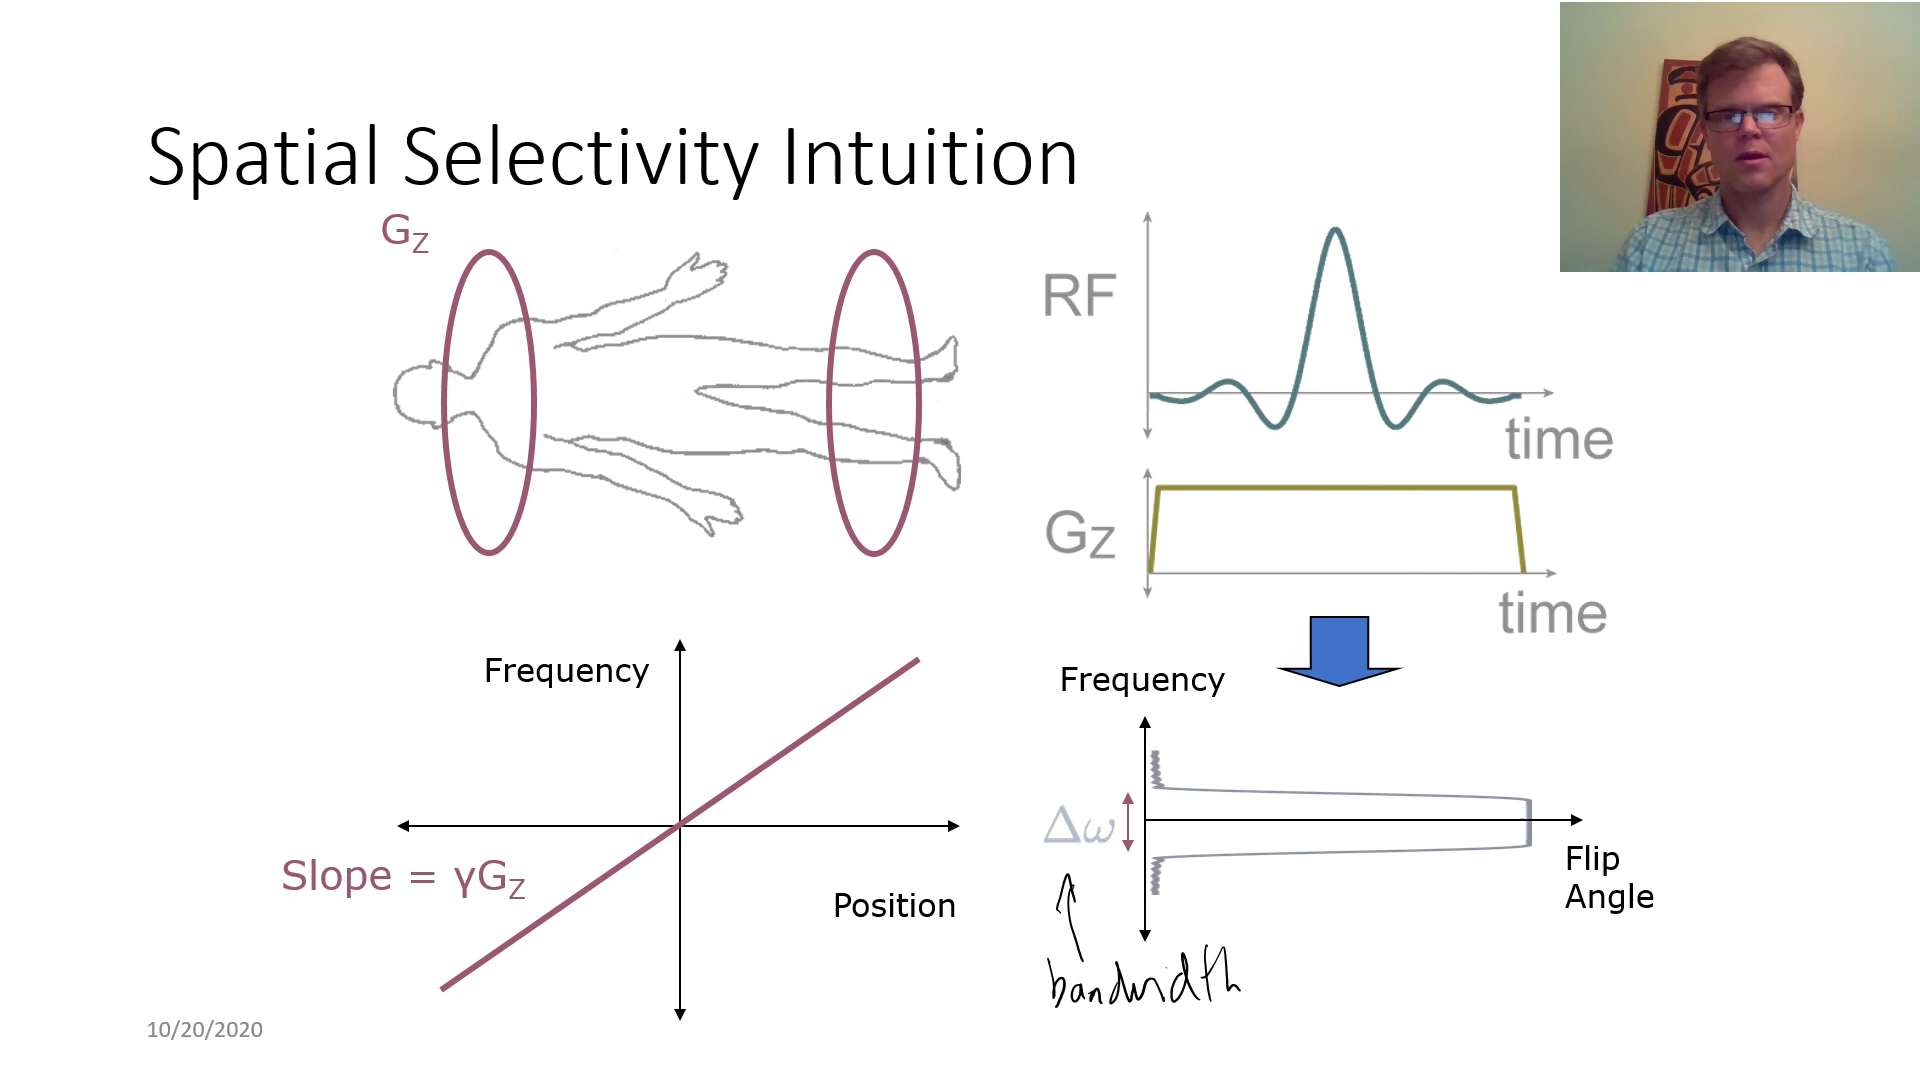 Spatial Selectivity Intuition
GZ
RF
time
GZ
time
Frequency
Slope = γGZ
Position
Frequency
Δω
Flip
Angle
bandwidth
10/20/2020